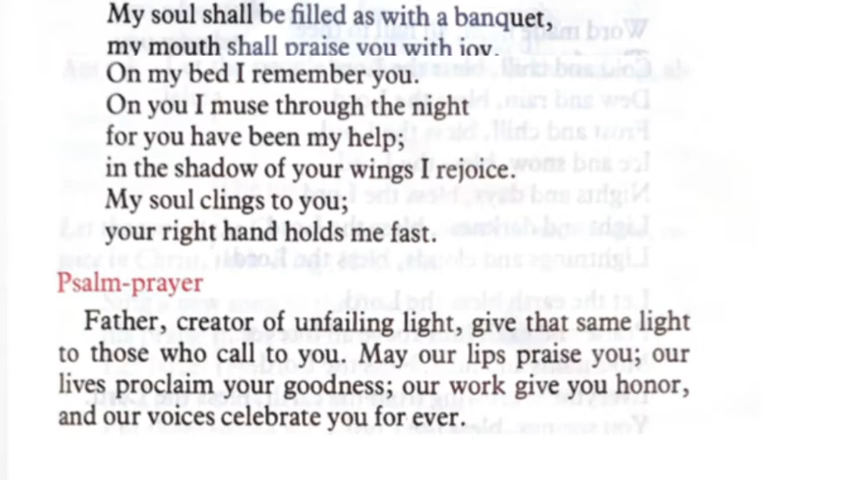 My soul shall be filled as with a banquet,
my mouth shall praise you with joy.
On my bed I remember you.
On you I muse through the night
for you have been my help;
in the shadow of your wings I rejoice.
My soul clings to you;
your right hand holds me fast.
Psalm-prayer
Father, creator of unfailing light, give that same light
to those who call to you. May our lips praise you; our
lives proclaim your goodness; our work give you honor,
and our voices celebrate you for ever.